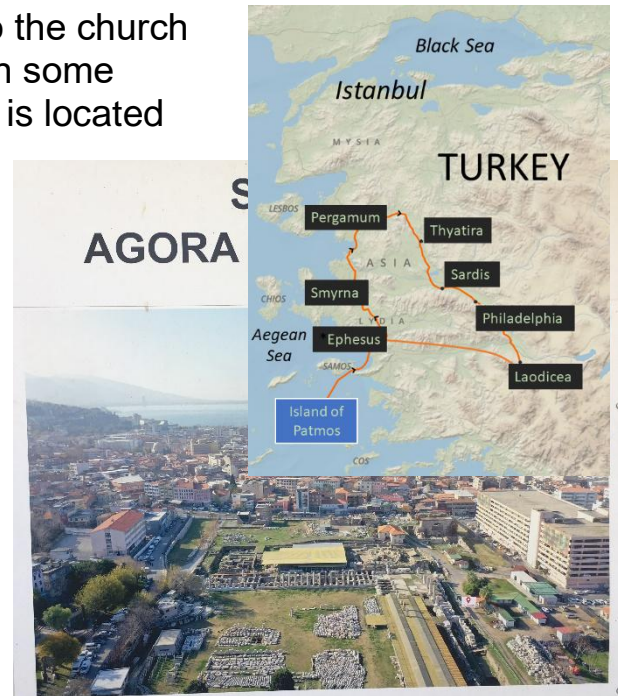 o the church
n some
is located
Black Sea
Istanbul
MYSIA
TURKEY
LESBOS
Pergamum
Thyatira
ASIA
Sardis
CHIOS
Smyrna
LYDIA
Philadelphia
Aegean
Sea
Ephesus
SAMOS
Laodicea
Island of
Patmos
COS
S
AGORA